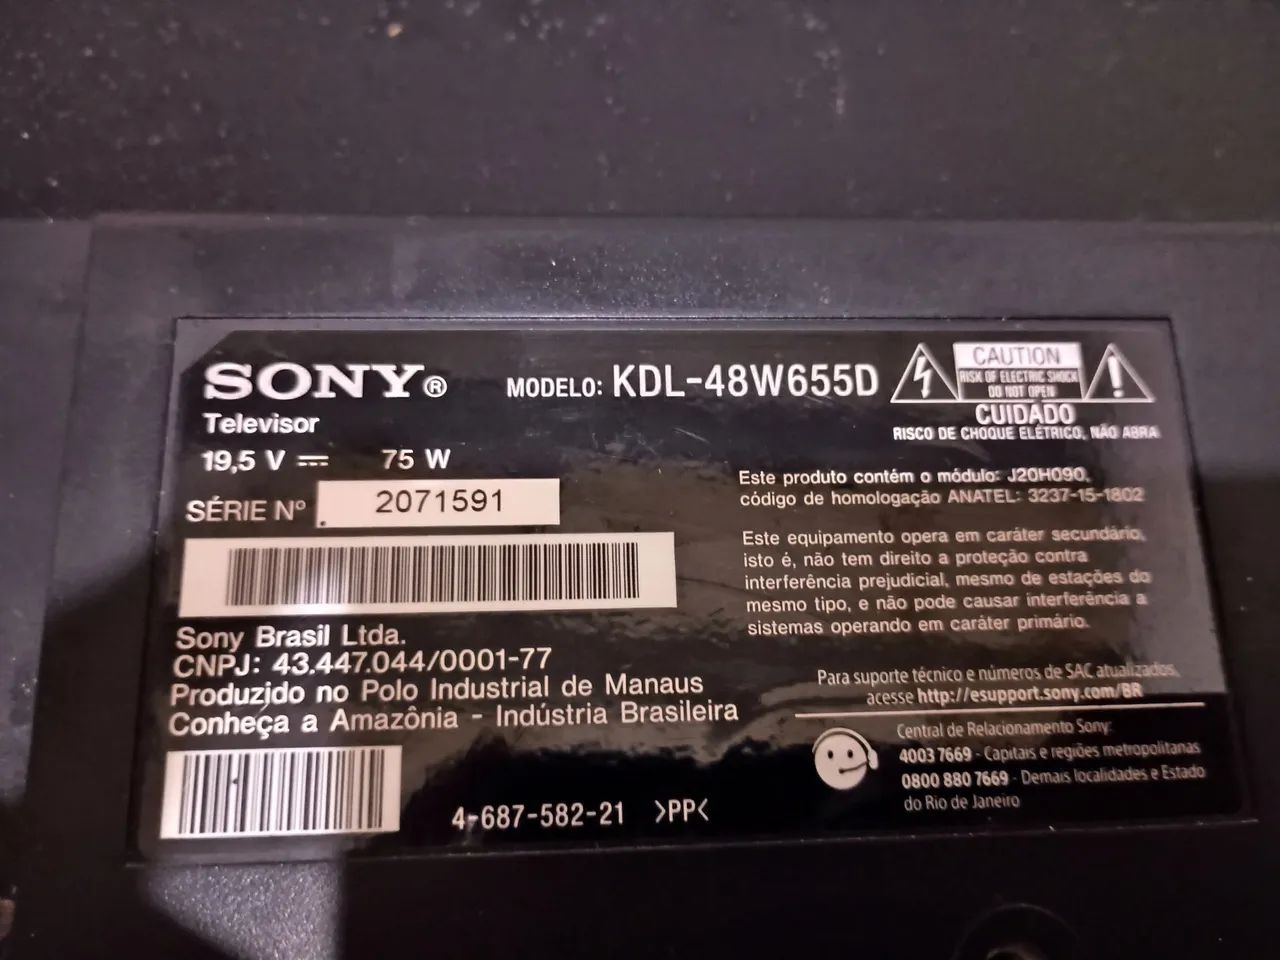 SONY®
MODELO: KDL-48W655D
CAUTION
RISK OF ELECTRIC SHOCK
DO NOT OPEN
CUIDADO
RISCO DE CHOQUE ELÉTRICO, NÃO ABRA
Televisor
19,5 V ⎓ 75 W
SÉRIE Nº 2071591
Sony Brasil Ltda.
CNPJ: 43.447.044/0001-77
Produzido no Polo Industrial de Manaus
Conheça a Amazônia - Indústria Brasileira
4-687-582-21 >PP<
Este produto contém o módulo: J20H090,
código de homologação ANATEL: 3237-15-1802
Este equipamento opera em caráter secundário,
isto é, não tem direito a proteção contra
interferência prejudicial, mesmo de estações do
mesmo tipo, e não pode causar interferência a
sistemas operando em caráter primário.
Para suporte técnico e números de SAC atualizados,
acesse http://esupport.sony.com/BR
Central de Relacionamento Sony:
4003 7669 - Capitais e regiões metropolitanas
0800 880 7669 - Demais localidades e Estado
do Rio de Janeiro